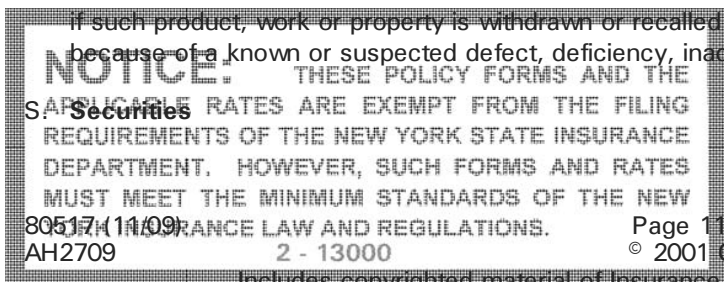 if such product, work or property is withdrawn or recalled
because of a known or suspected defect, deficiency,
NOTICE: THESE POLICY FORMS AND THE
S. Securities
APPLICABLE RATES ARE EXEMPT FROM THE FILING
REQUIREMENTS OF THE NEW YORK STATE INSURANCE
DEPARTMENT. HOWEVER, SUCH FORMS AND RATES
MUST MEET THE MINIMUM STANDARDS OF THE NEW
YORK INSURANCE LAW AND REGULATIONS.
80517 (11/09) Page 11
AH2709 2 - 13000 © 2001
Includes copyrighted material of Insurance